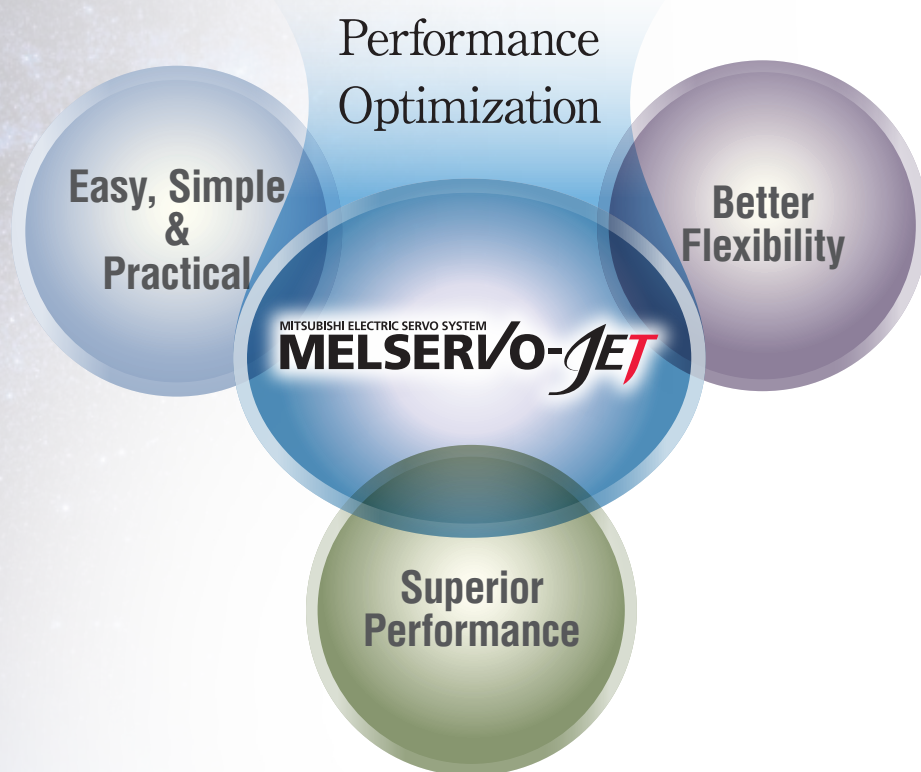 Performance
Optimization
Easy, Simple
&
Practical
Better
Flexibility
MITSUBISHI ELECTRIC SERVO SYSTEM
MELSERVO-JET
Superior
Performance